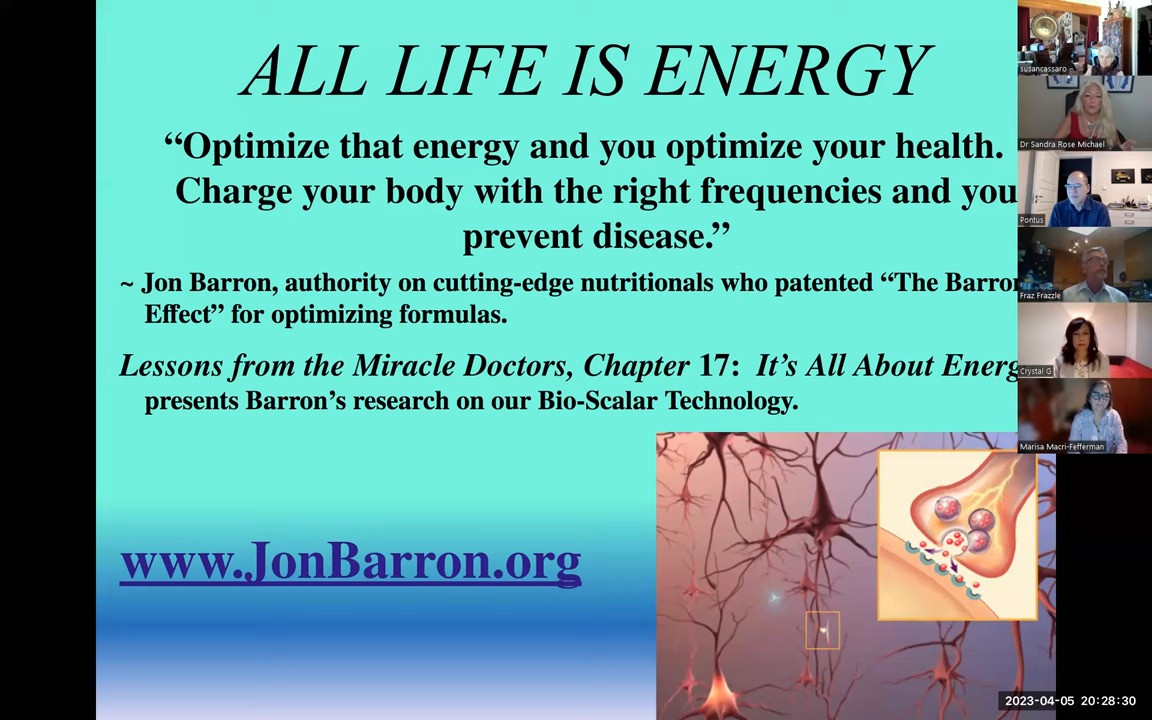 ALL LIFE IS ENERGY
“Optimize that energy and you optimize your health.
Charge your body with the right frequencies and you
prevent disease.”
~ Jon Barron, authority on cutting-edge nutritionals who patented “The Barron
Effect” for optimizing formulas.
Lessons from the Miracle Doctors, Chapter 17: It’s All About Energ
presents Barron’s research on our Bio-Scalar Technology.
www.JonBarron.org
susancassaro
Dr Sandra Rose Michael
Pontus
Fraz Frazzle
Crystal G
Marisa Macri-Fefferman
2023-04-05 20:28:30